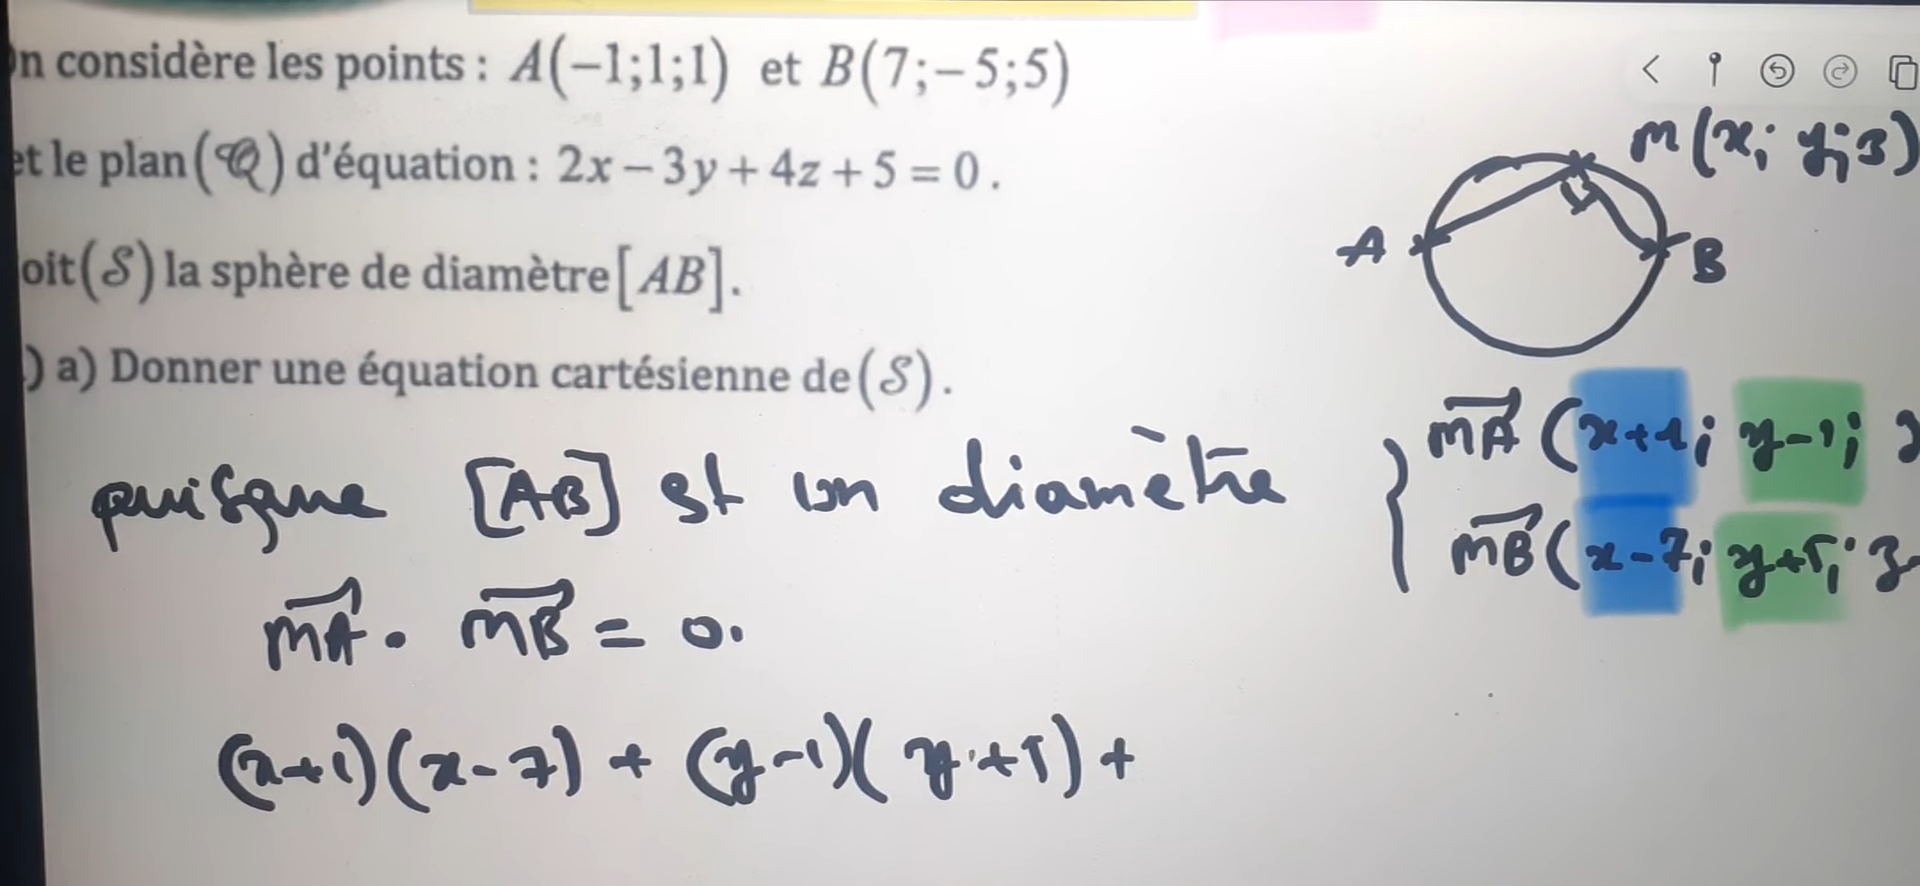 n considère les points : A(−1;1;1) et B(7;−5;5)
et le plan (Q) d'équation : 2x − 3y + 4z + 5 = 0 .
oit (S) la sphère de diamètre [AB].
) a) Donner une équation cartésienne de (S) .
M(x; y; z)
A
B
puisque [AB] est un diamètre
MA (x+1; y-1;
MB (x-7; y+5; z-
MA . MB = 0.
(x+1)(x-7) + (y-1)(y+5) +